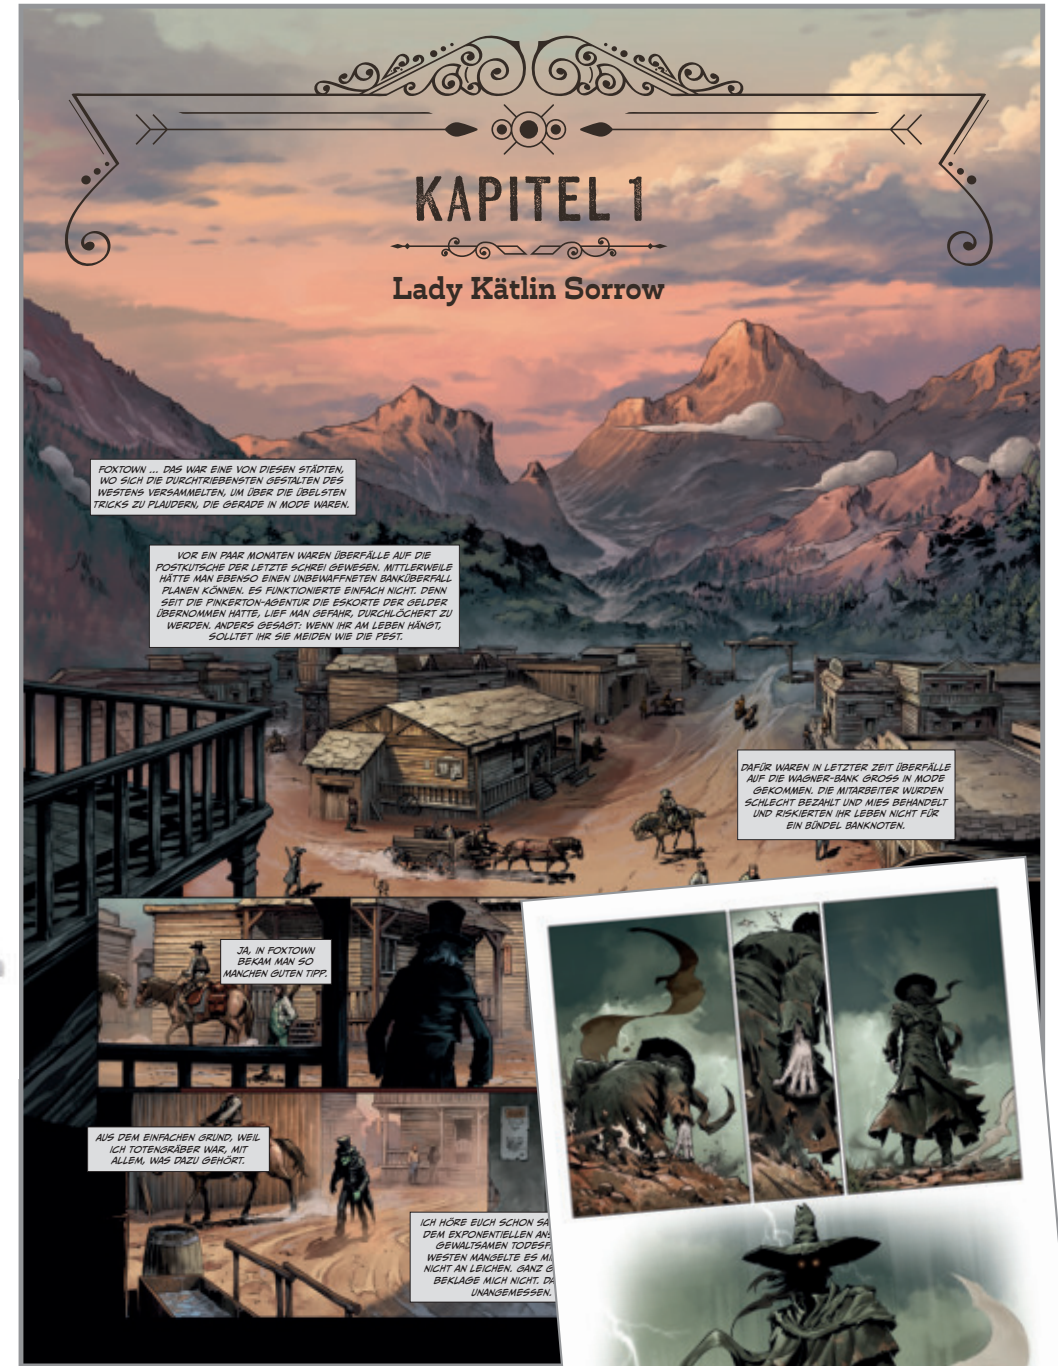 KAPITEL 1
Lady Kätlin Sorrow
FOXTOWN ... DAS WAR EINE VON DIESEN STÄDTEN,
WO SICH DIE DURCHTRIEBENSTEN GESTALTEN DES
WESTENS VERSAMMELTEN, UM ÜBER DIE ÜBELSTEN
TRICKS ZU PLAUDERN, DIE GERADE IN MODE WAREN.
VOR EIN PAAR MONATEN WAREN ÜBERFÄLLE AUF DIE
POSTKUTSCHE DER LETZTE SCHREI GEWESEN. MITTLERWEILE
HÄTTE MAN EBENSO EINEN UNBEWAFFNETEN BANKÜBERFALL
PLANEN KÖNNEN. ES FUNKTIONIERTE EINFACH NICHT. DENN
SEIT DIE PINKERTON-AGENTUR DIE ESKORTE DER GELDER
ÜBERNOMMEN HATTE, LIEF MAN GEFAHR, DURCHLÖCHERT ZU
WERDEN. ANDERS GESAGT: WENN IHR AM LEBEN HÄNGT,
SOLLTET IHR SIE MEIDEN WIE DIE PEST.
DAFÜR WAREN IN LETZTER ZEIT ÜBERFÄLLE
AUF DIE WAGNER-BANK GROSS IN MODE
GEKOMMEN. DIE MITARBEITER WURDEN
SCHLECHT BEZAHLT UND MIES BEHANDELT
UND RISKIERTEN IHR LEBEN NICHT FÜR
EIN BÜNDEL BANKNOTEN.
JA, IN FOXTOWN
BEKAM MAN SO
MANCHEN GUTEN TIPP.
AUS DEM EINFACHEN GRUND, WEIL
ICH TOTENGRÄBER WAR, MIT
ALLEM, WAS DAZU GEHÖRT.
ICH HÖRE EUCH SCHON SA
DEM EXPONENTIELLEN ANS
GEWALTSAMEN TODESF
WESTEN MANGELTE ES MI
NICHT AN LEICHEN. GANZ G
BEKLAGE MICH NICHT. DA
UNANGEMESSEN.